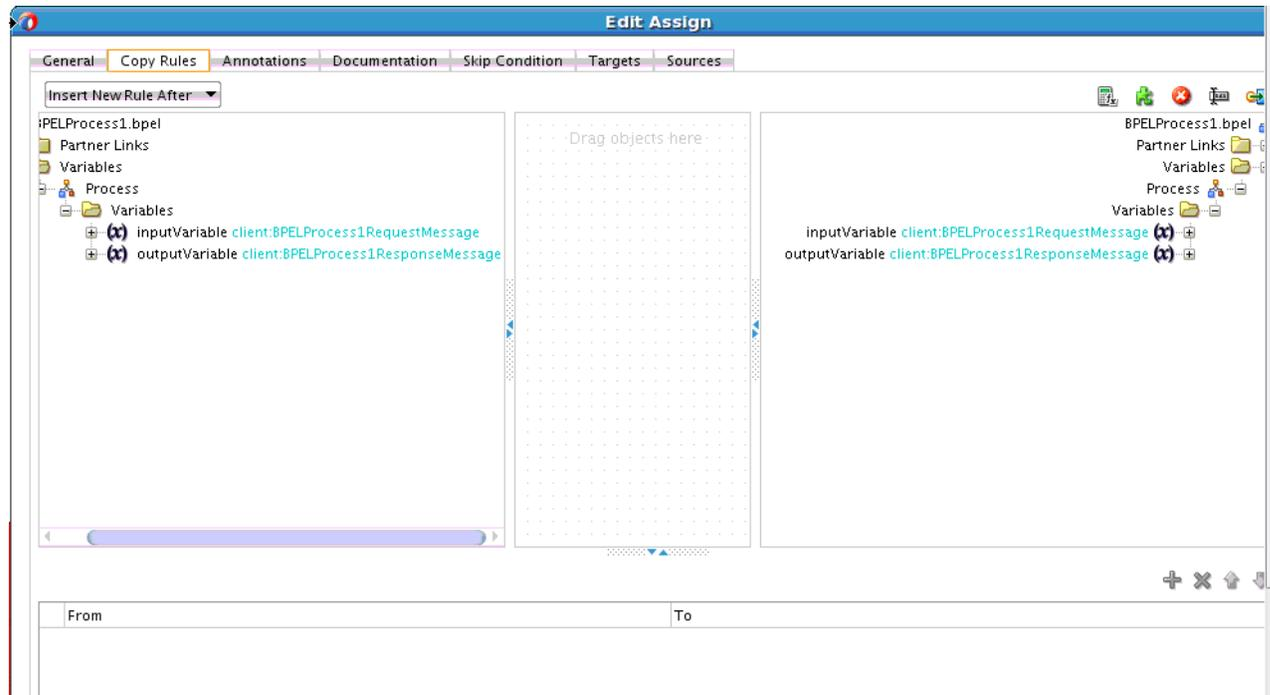 Edit Assign
General Copy Rules Annotations Documentation Skip Condition Targets Sources
Insert New Rule After
PELProcess1.bpel
Partner Links
Variables
Process
Variables
(x) inputVariable client:BPELProcess1RequestMessage
(x) outputVariable client:BPELProcess1ResponseMessage
Drag objects here
BPELProcess1.bpel
Partner Links
Variables
Process
Variables
inputVariable client:BPELProcess1RequestMessage (x)
outputVariable client:BPELProcess1ResponseMessage (x)
From To